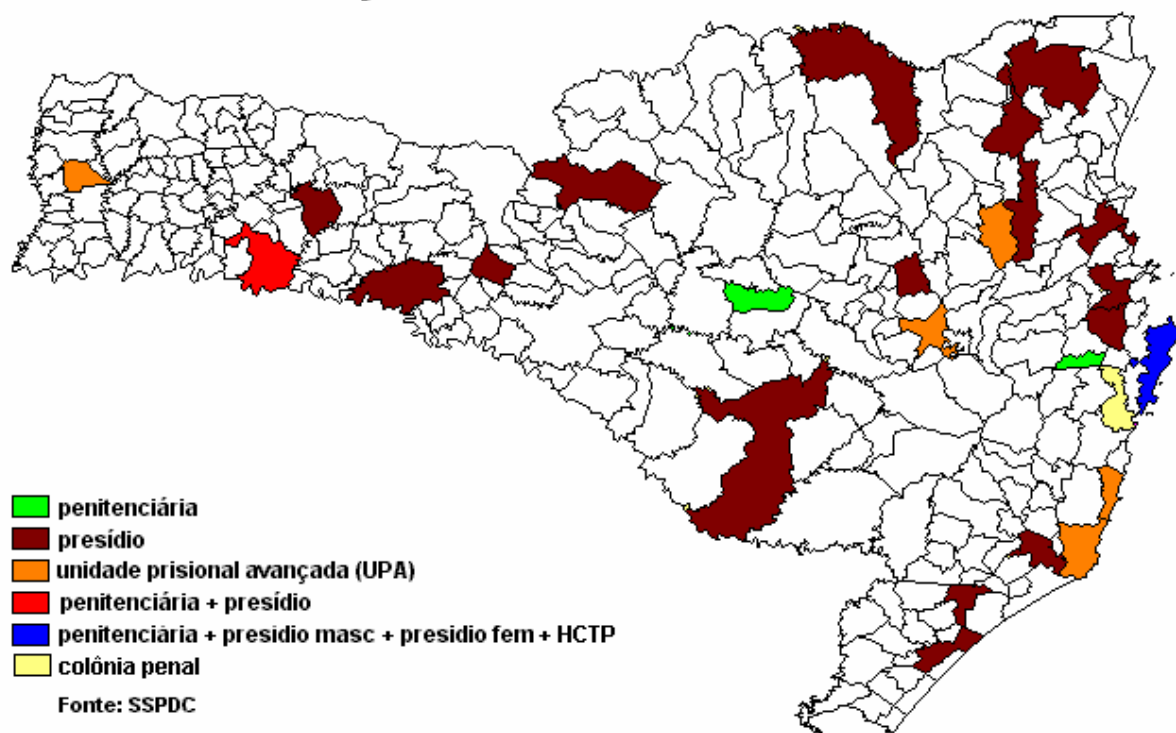 penitenciária
presídio
unidade prisional avançada (UPA)
penitenciária + presídio
penitenciária + presidio masc + presidio fem + HCTP
colônia penal
Fonte: SSPDC